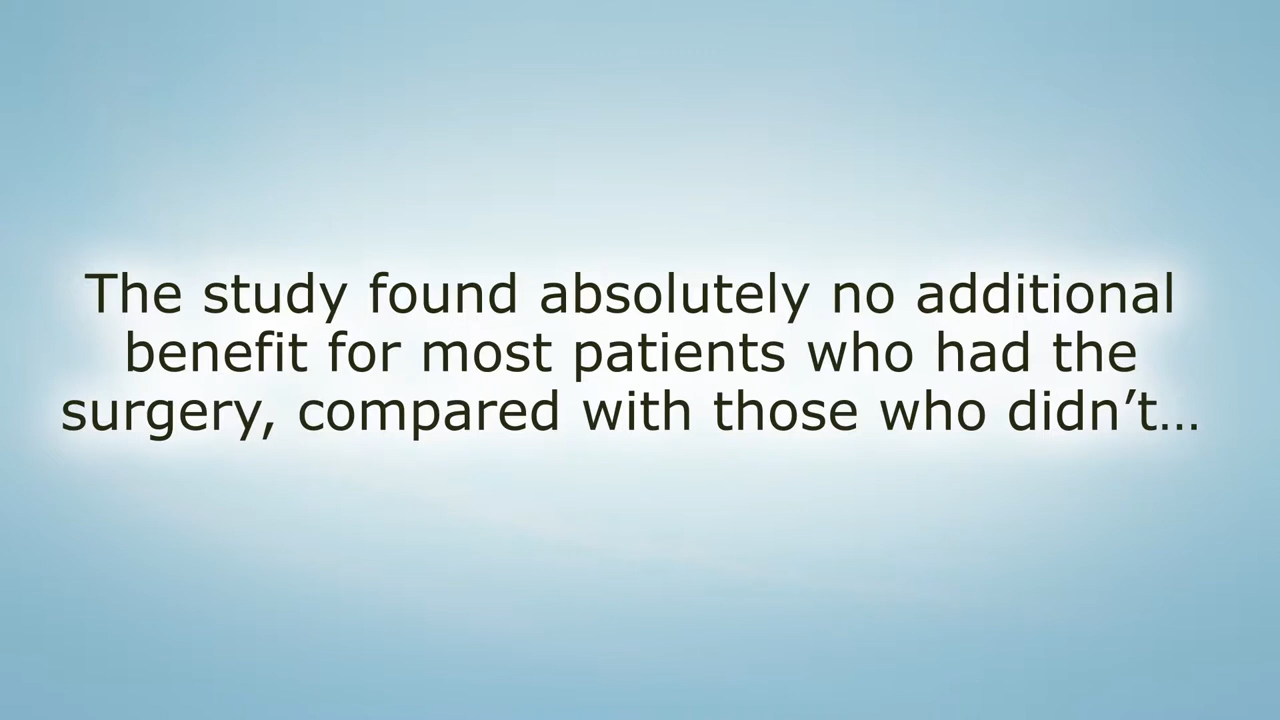 The study found absolutely no additional
benefit for most patients who had the
surgery, compared with those who didn’t…